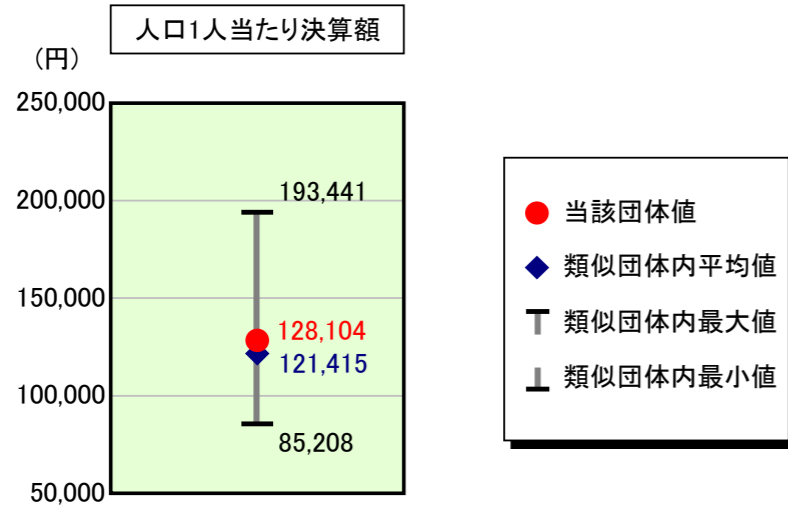 人口1人当たり決算額
(円)
250,000
200,000
150,000
100,000
50,000
193,441
128,104
121,415
85,208
当該団体値
類似団体内平均値
類似団体内最大値
類似団体内最小値